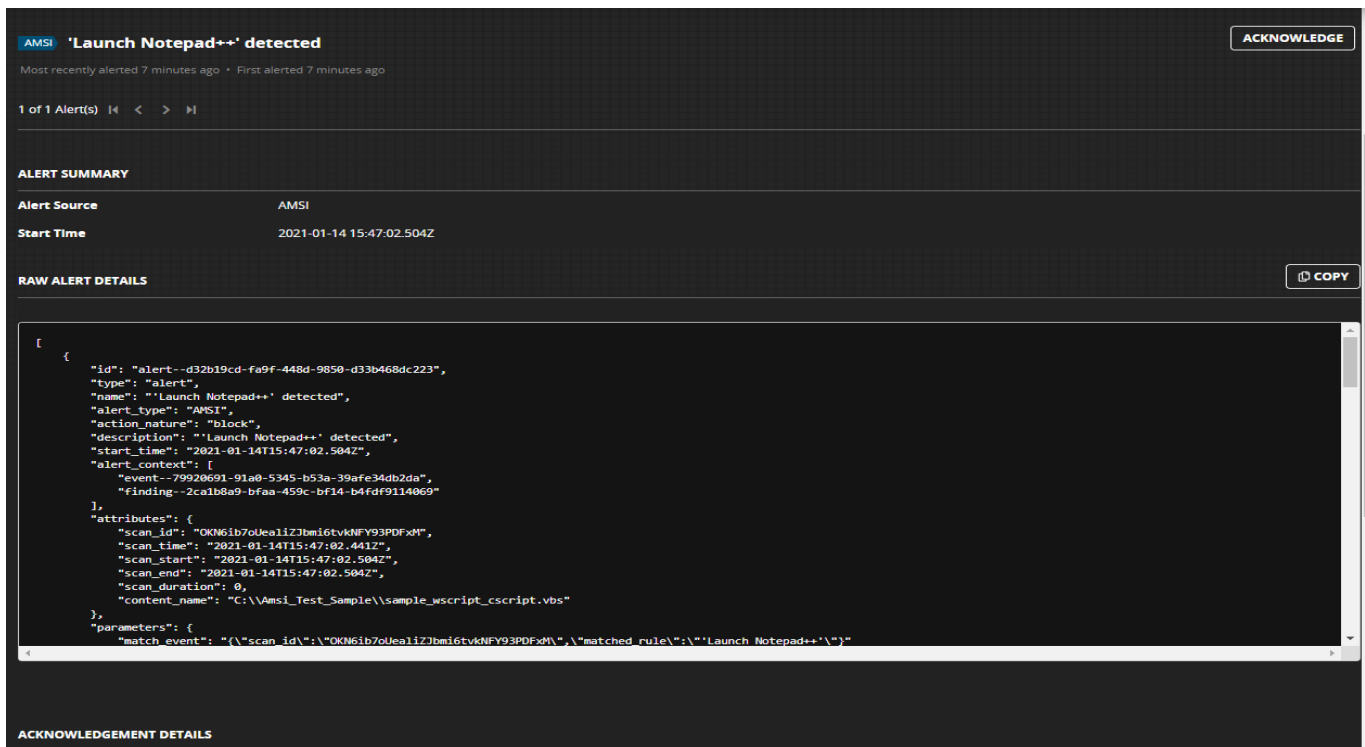 AMSI 'Launch Notepad++' detected
ACKNOWLEDGE
Most recently alerted 7 minutes ago • First alerted 7 minutes ago
1 of 1 Alert(s)
ALERT SUMMARY
Alert Source AMSI
Start Time 2021-01-14 15:47:02.504Z
RAW ALERT DETAILS
COPY
[
{
"id": "alert--d32b19cd-fa9f-448d-9850-d33b468dc223",
"type": "alert",
"name": "'Launch Notepad++' detected",
"alert_type": "AMSI",
"action_nature": "block",
"description": "'Launch Notepad++' detected",
"start_time": "2021-01-14T15:47:02.504Z",
"alert_context": [
"event--79920691-91a0-5345-b53a-39afe34db2da",
"finding--2ca1b8a9-bfaa-459c-bf14-b4fdf9114069"
],
"attributes": {
"scan_id": "OKN6ib7oUealiZJbmi6tvkNFY93PDFxM",
"scan_time": "2021-01-14T15:47:02.441Z",
"scan_start": "2021-01-14T15:47:02.504Z",
"scan_end": "2021-01-14T15:47:02.504Z",
"scan_duration": 0,
"content_name": "C:\\Amsi_Test_Sample\\sample_wscript_cscript.vbs"
},
"parameters": {
"match_event": "{\"scan_id\":\"OKN6ib7oUealiZJbmi6tvkNFY93PDFxM\",\"matched_rule\":\"'Launch Notepad++'\"}"
ACKNOWLEDGEMENT DETAILS